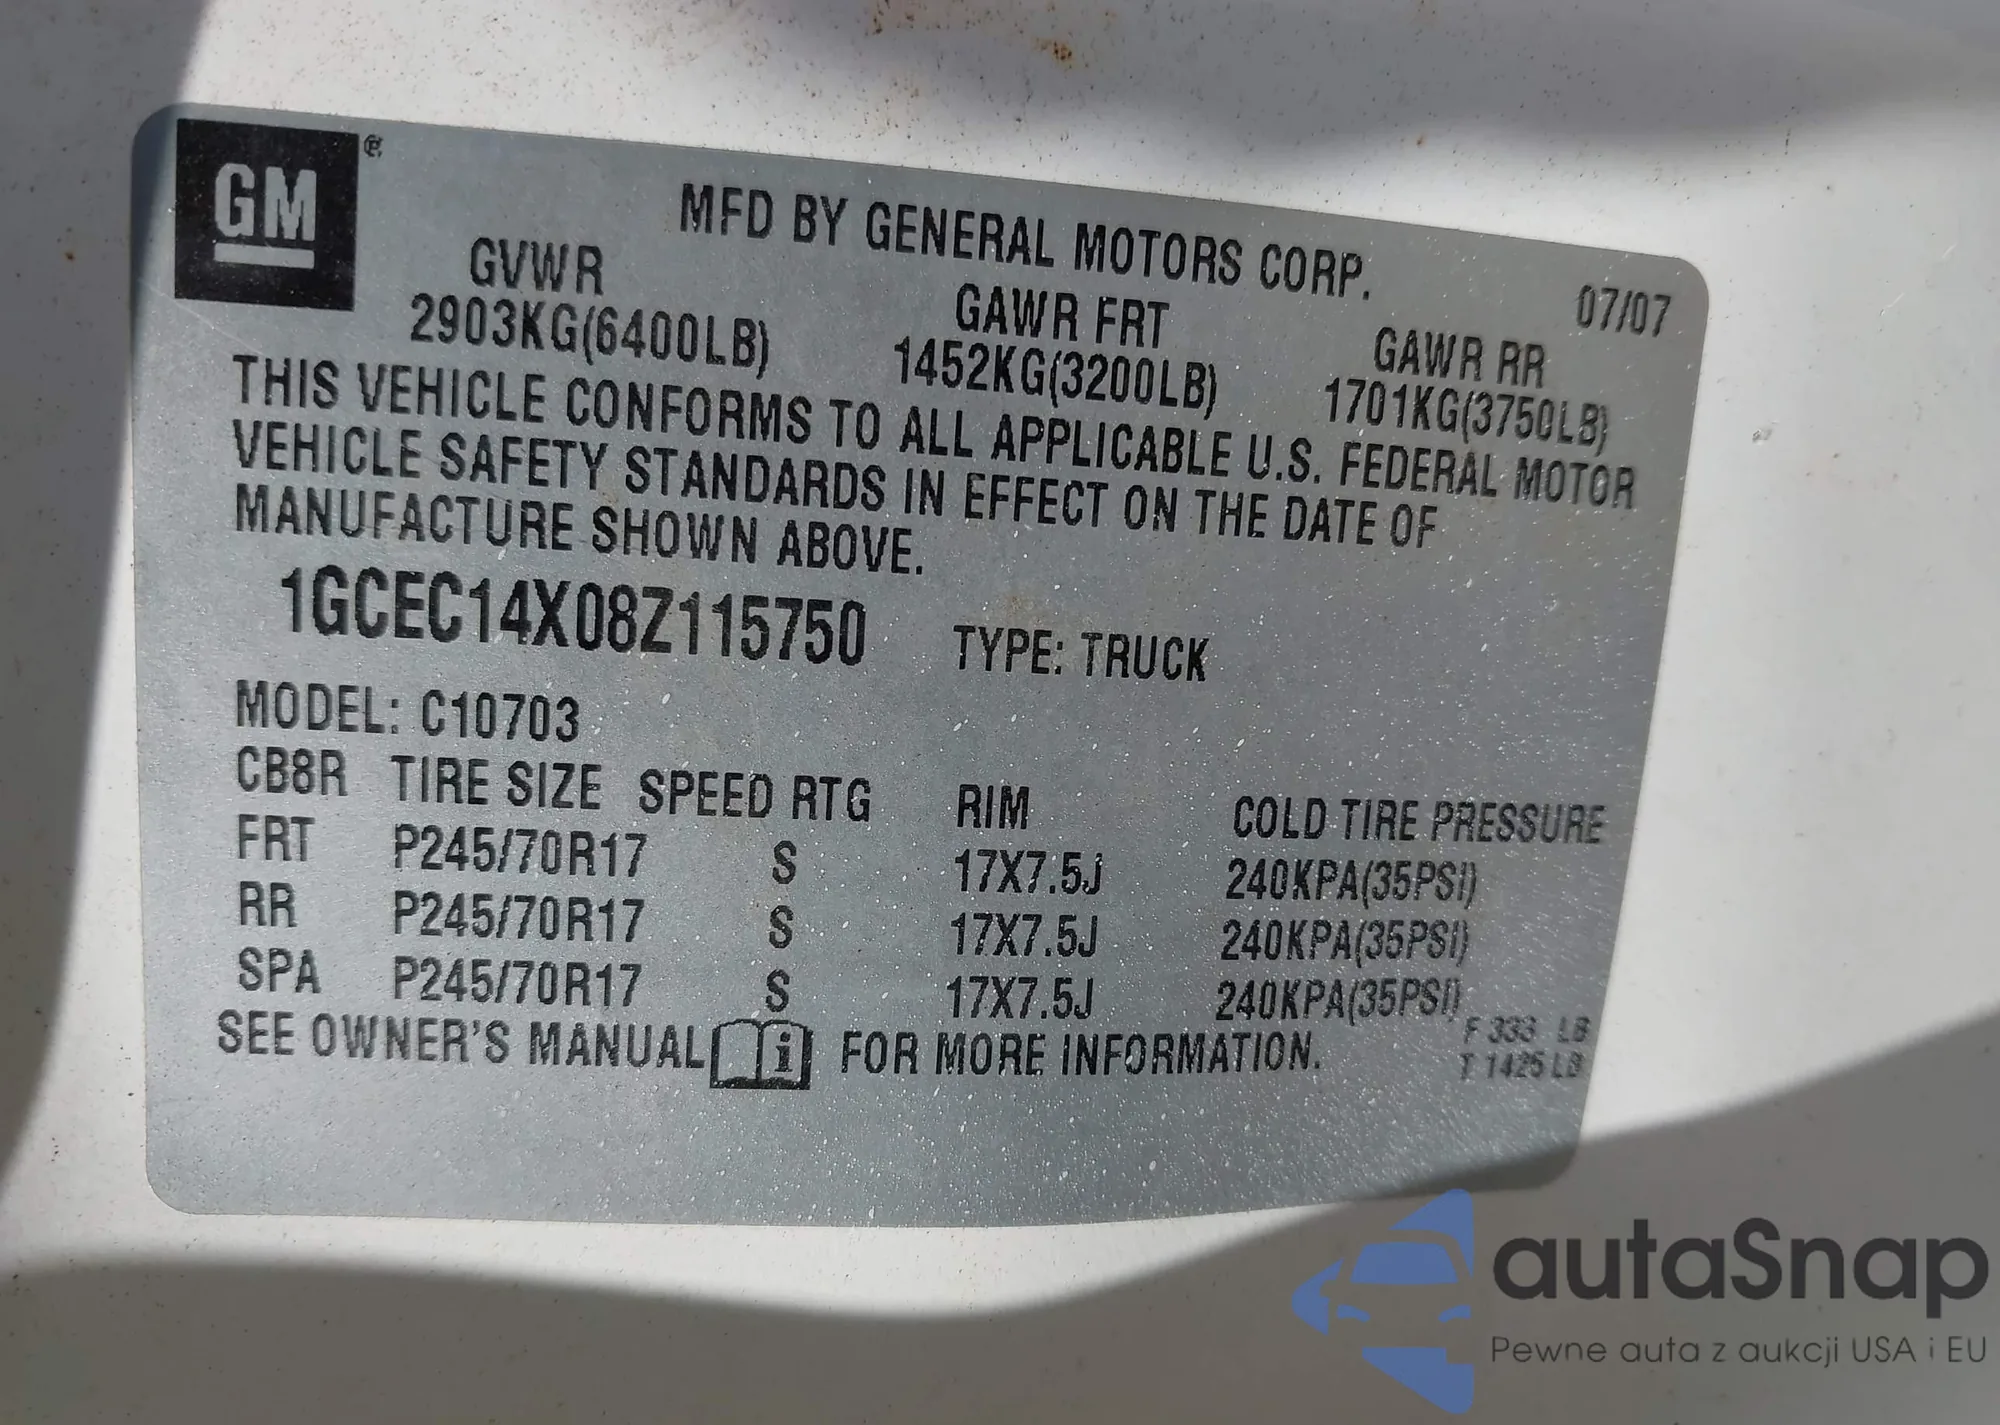 GM ®
MFD BY GENERAL MOTORS CORP.
07/07
GVWR GAWR FRT GAWR RR
2903KG(6400LB) 1452KG(3200LB) 1701KG(3750LB)
THIS VEHICLE CONFORMS TO ALL APPLICABLE U.S. FEDERAL MOTOR
VEHICLE SAFETY STANDARDS IN EFFECT ON THE DATE OF
MANUFACTURE SHOWN ABOVE.
1GCEC14X08Z115750 TYPE: TRUCK
MODEL: C10703
CB8R TIRE SIZE SPEED RTG RIM COLD TIRE PRESSURE
FRT P245/70R17 S 17X7.5J 240KPA(35PSI)
RR P245/70R17 S 17X7.5J 240KPA(35PSI)
SPA P245/70R17 S 17X7.5J 240KPA(35PSI)
SEE OWNER'S MANUAL i FOR MORE INFORMATION.
F 333 LB
T 1425 LB
autaSnap
Pewne auta z aukcji USA i EU